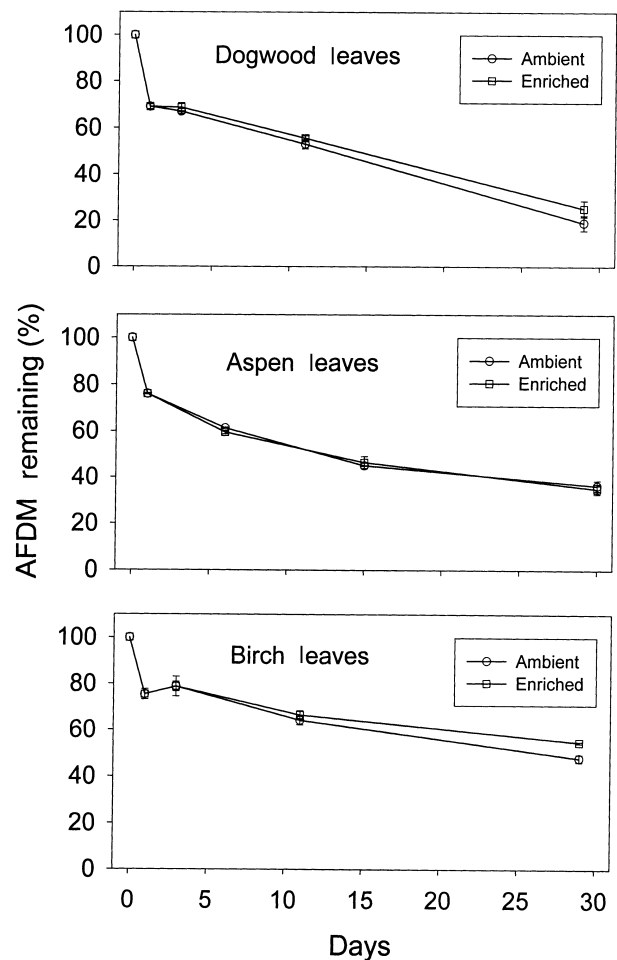 Dogwood leaves
Ambient
Enriched
100
80
60
40
20
0
Aspen leaves
Ambient
Enriched
100
80
60
40
20
0
AFDM remaining (%)
Birch leaves
Ambient
Enriched
100
80
60
40
20
0
0 5 10 15 20 25 30
Days